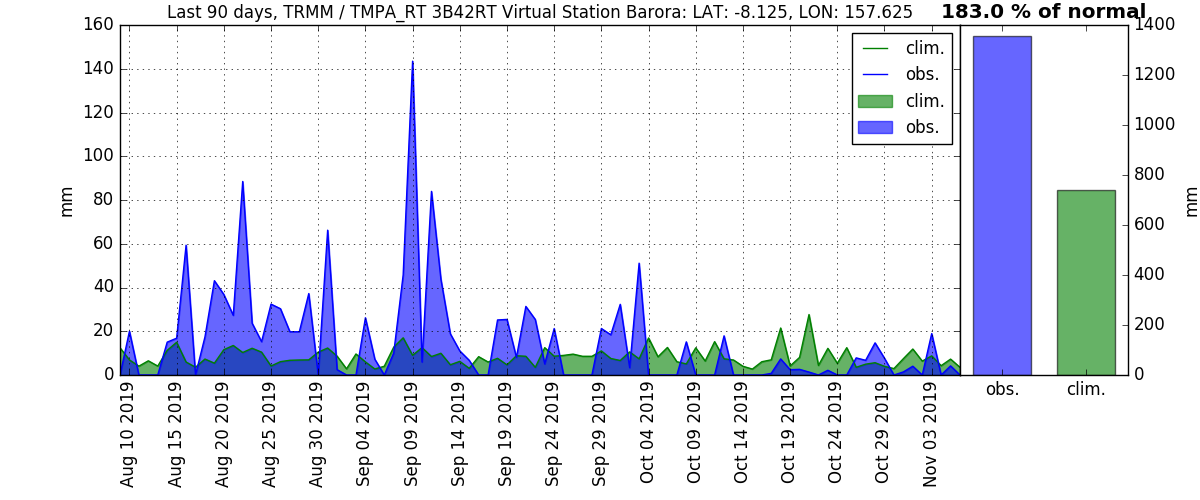 Last 90 days, TRMM / TMPA_RT 3B42RT Virtual Station Barora: LAT: -8.125, LON: 157.625
183.0 % of normal
mm
160
140
120
100
80
60
40
20
0
clim.
obs.
clim.
obs.
Aug 10 2019
Aug 15 2019
Aug 20 2019
Aug 25 2019
Aug 30 2019
Sep 04 2019
Sep 09 2019
Sep 14 2019
Sep 19 2019
Sep 24 2019
Sep 29 2019
Oct 04 2019
Oct 09 2019
Oct 14 2019
Oct 19 2019
Oct 24 2019
Oct 29 2019
Nov 03 2019
1400
1200
1000
800
600
400
200
0
mm
obs.
clim.